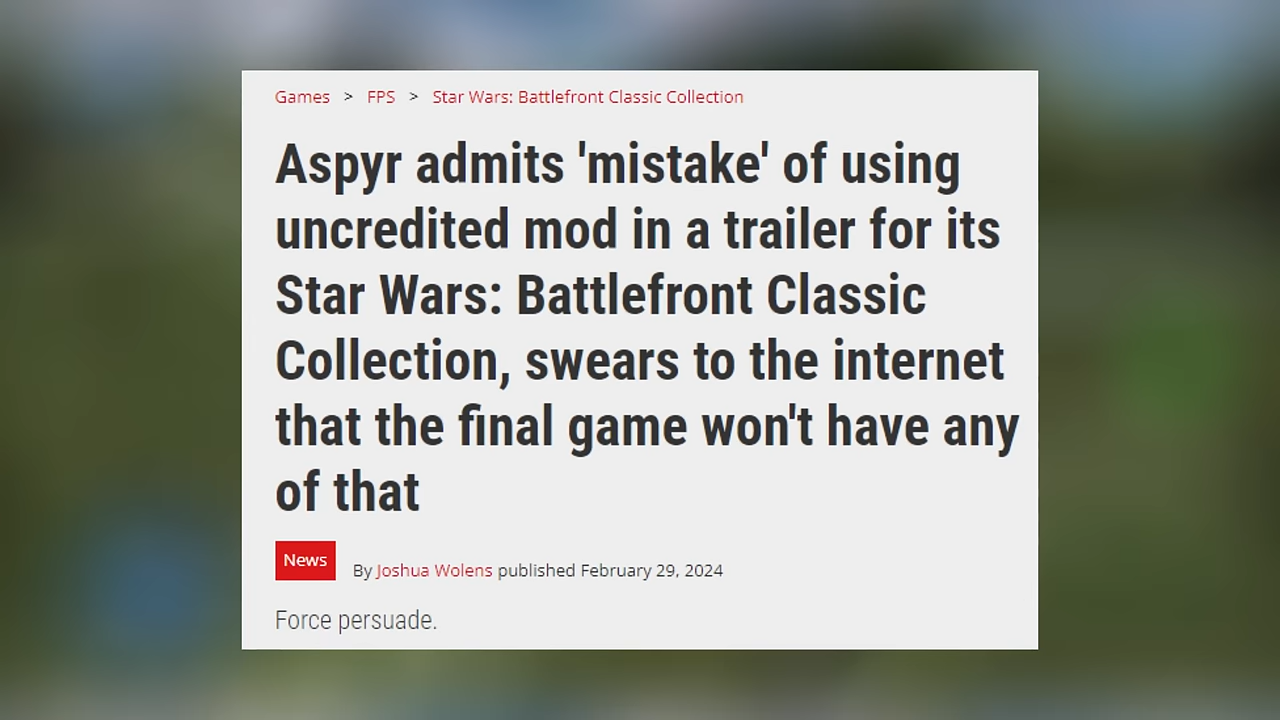 Games > FPS > Star Wars: Battlefront Classic Collection
Aspyr admits 'mistake' of using
uncredited mod in a trailer for its
Star Wars: Battlefront Classic
Collection, swears to the internet
that the final game won't have any
of that
News By Joshua Wolens published February 29, 2024
Force persuade.